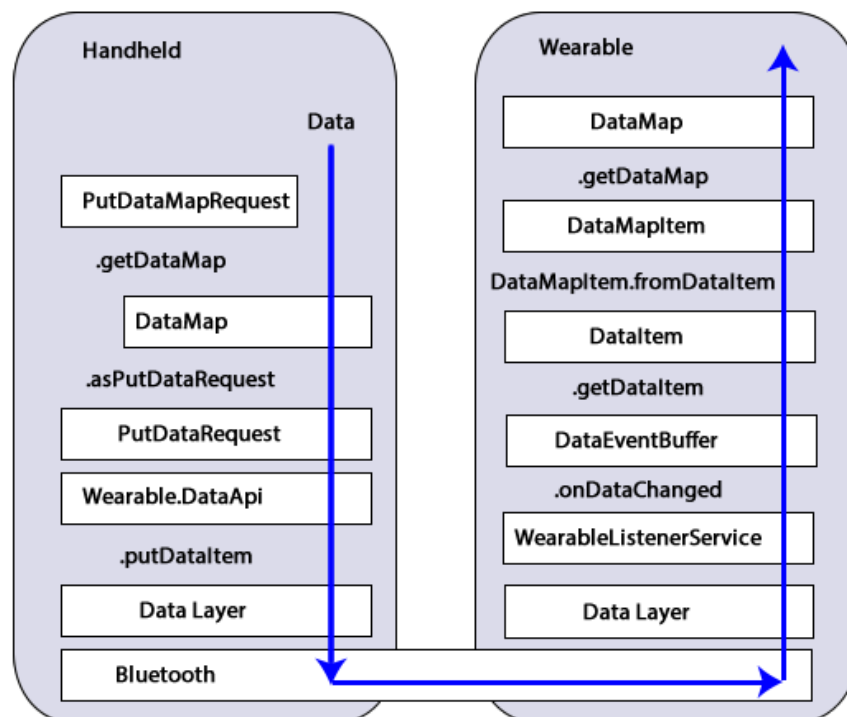 Handheld
Data
PutDataMapRequest
.getDataMap
DataMap
.asPutDataRequest
PutDataRequest
Wearable.DataApi
.putDataItem
Data Layer
Bluetooth
Wearable
DataMap
.getDataMap
DataMapItem
DataMapItem.fromDataItem
DataItem
.getDataItem
DataEventBuffer
.onDataChanged
WearableListenerService
Data Layer